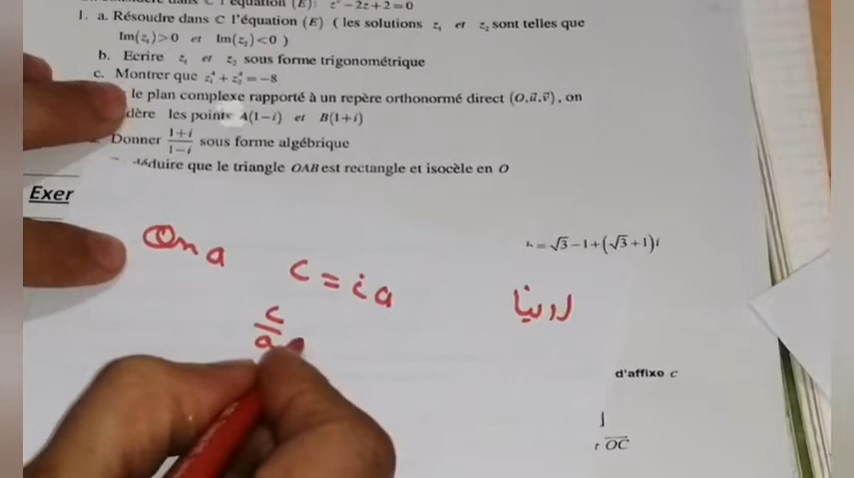 l'équation (E): z² − 2z + 2 = 0
1. a. Résoudre dans C l'équation (E) ( les solutions z₁ et z₂ sont telles que
Im(z₁)>0 et Im(z₂)<0 )
b. Ecrire z₁ et z₂ sous forme trigonométrique
c. Montrer que z₁⁴ + z₂⁴ = −8
le plan complexe rapporté à un repère orthonormé direct (O,u⃗,v⃗), on
dère les points A(1−i) et B(1+i)
Donner (1+i)/(1−i) sous forme algébrique
duire que le triangle OAB est rectangle et isocèle en O
Exer
On a
c = ia
= √3 −1+(√3 +1)i
لدينا
c/a
d'affixe c
OC